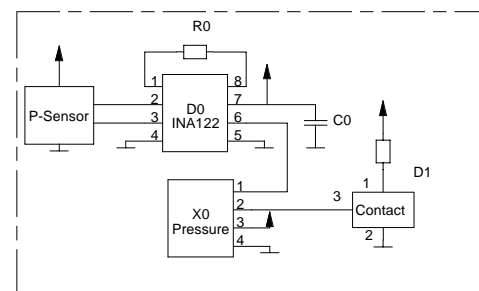 R0
1 8
2 7
3 6
4 5
D0
INA122
P-Sensor
C0
D1
X0
Pressure
1
2
3
4
1
3
Contact
2